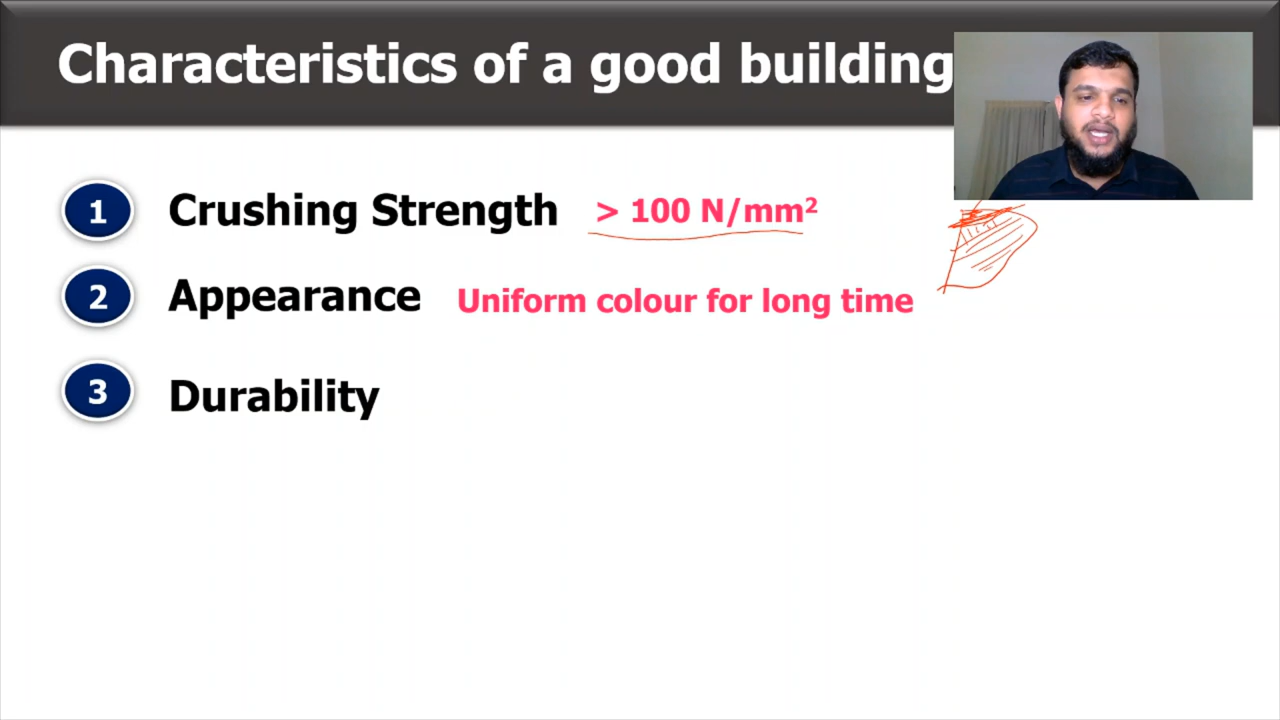 Characteristics of a good building
1 Crushing Strength > 100 N/mm²
2 Appearance Uniform colour for long time
3 Durability